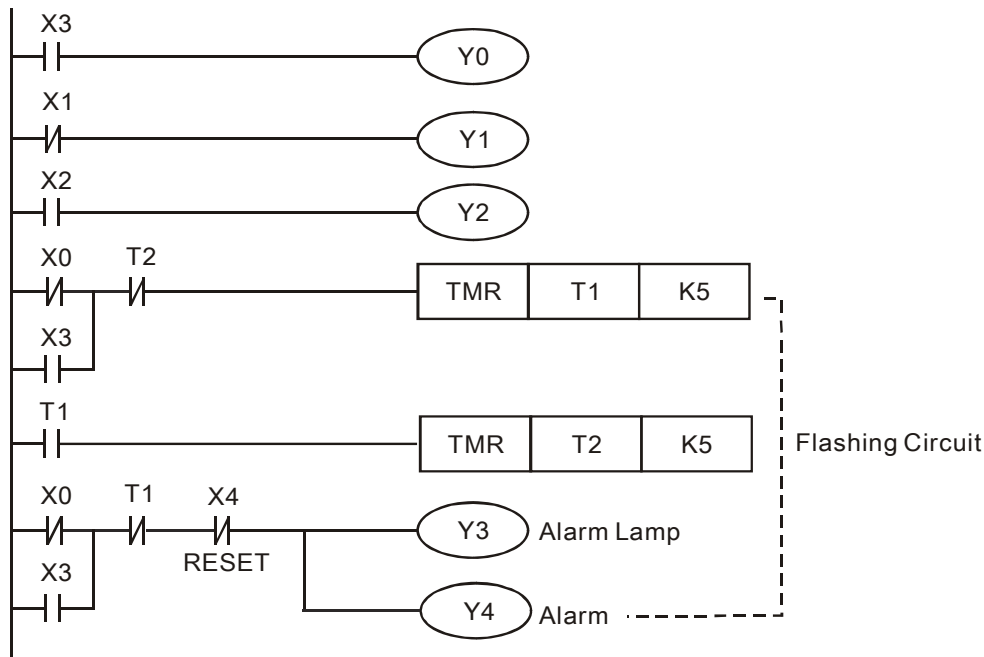 X3
Y0
X1
Y1
X2
Y2
X0 T2
TMR T1 K5
X3
T1
TMR T2 K5
Flashing Circuit
X0 T1 X4
Y3 Alarm Lamp
RESET
X3
Y4 Alarm